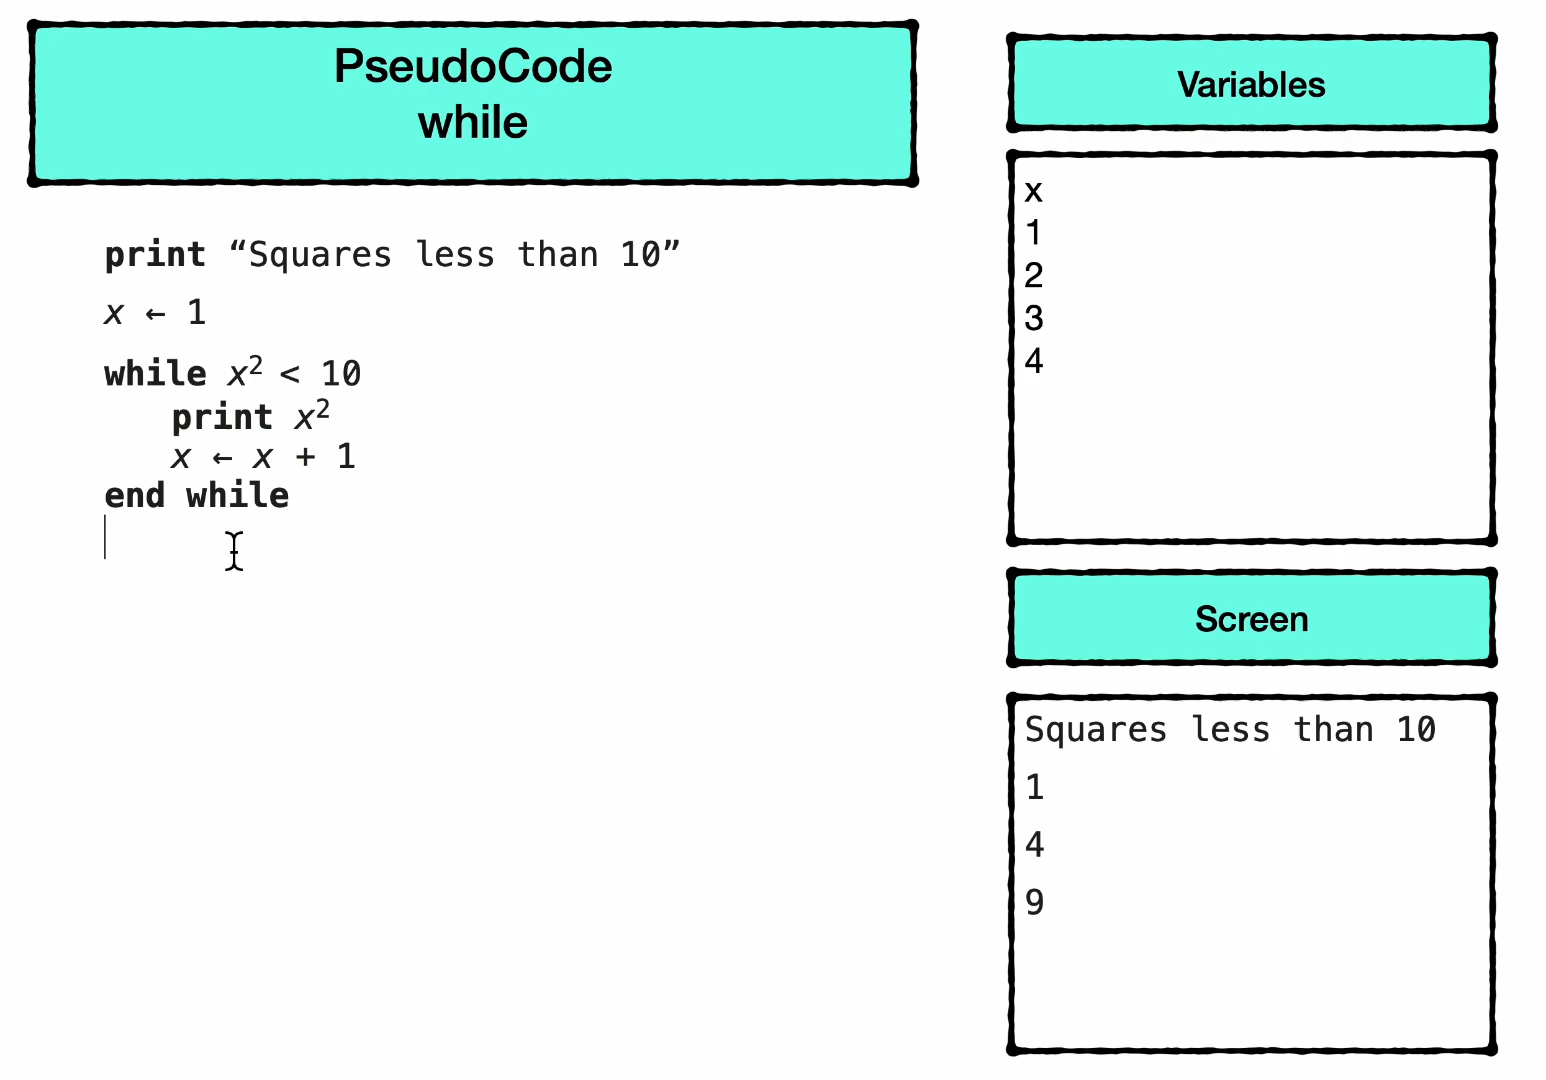 PseudoCode
while
print “Squares less than 10”
x ← 1
while x² < 10
print x²
x ← x + 1
end while
Variables
x
1
2
3
4
Screen
Squares less than 10
1
4
9